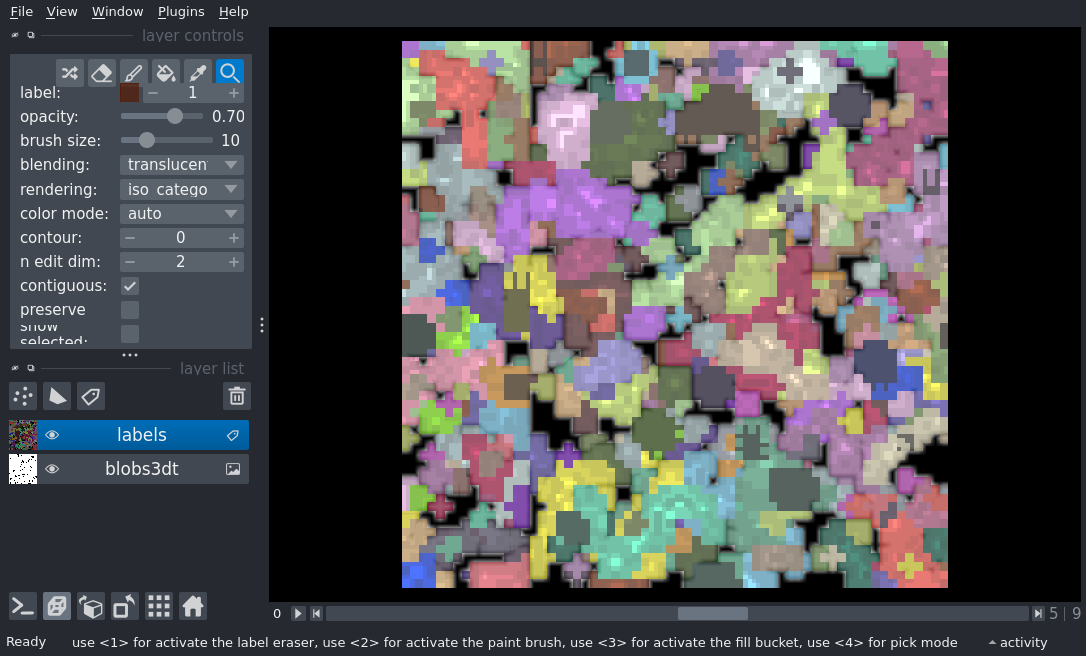 File View Window Plugins Help
layer controls
label: 1
opacity: 0.70
brush size: 10
blending: translucen
rendering: iso_catego
color mode: auto
contour: 0
n edit dim: 2
contiguous:
preserve
show
selected:
layer list
labels
blobs3dt
0 5 | 9
Ready use <1> for activate the label eraser, use <2> for activate the paint brush, use <3> for activate the fill bucket, use <4> for pick mode activity